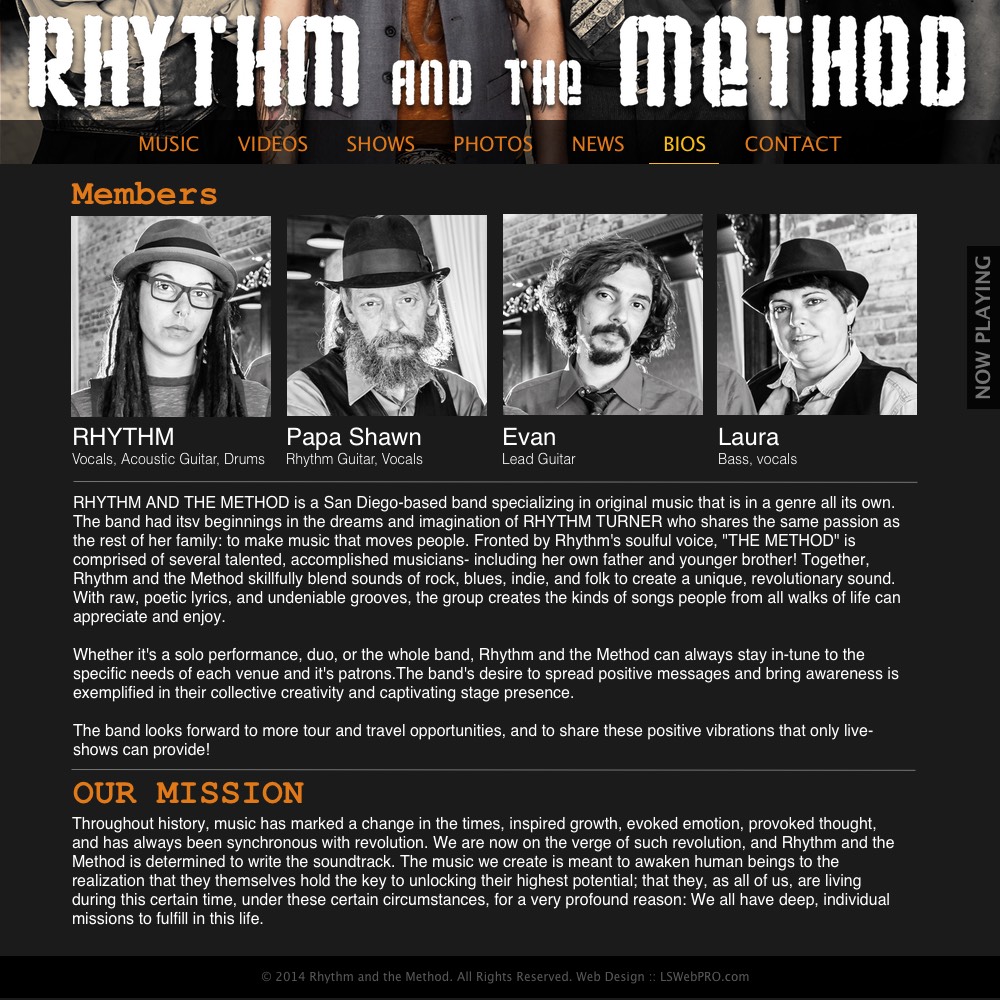 RHYTHM AND THE METHOD
MUSIC VIDEOS SHOWS PHOTOS NEWS BIOS CONTACT
Members
NOW PLAYING
RHYTHM
Vocals, Acoustic Guitar, Drums
Papa Shawn
Rhythm Guitar, Vocals
Evan
Lead Guitar
Laura
Bass, vocals
RHYTHM AND THE METHOD is a San Diego-based band specializing in original music that is in a genre all its own.
The band had itsv beginnings in the dreams and imagination of RHYTHM TURNER who shares the same passion as
the rest of her family: to make music that moves people. Fronted by Rhythm's soulful voice, "THE METHOD" is
comprised of several talented, accomplished musicians- including her own father and younger brother! Together,
Rhythm and the Method skillfully blend sounds of rock, blues, indie, and folk to create a unique, revolutionary sound.
With raw, poetic lyrics, and undeniable grooves, the group creates the kinds of songs people from all walks of life can
appreciate and enjoy.
Whether it's a solo performance, duo, or the whole band, Rhythm and the Method can always stay in-tune to the
specific needs of each venue and it's patrons.The band's desire to spread positive messages and bring awareness is
exemplified in their collective creativity and captivating stage presence.
The band looks forward to more tour and travel opportunities, and to share these positive vibrations that only live-
shows can provide!
OUR MISSION
Throughout history, music has marked a change in the times, inspired growth, evoked emotion, provoked thought,
and has always been synchronous with revolution. We are now on the verge of such revolution, and Rhythm and the
Method is determined to write the soundtrack. The music we create is meant to awaken human beings to the
realization that they themselves hold the key to unlocking their highest potential; that they, as all of us, are living
during this certain time, under these certain circumstances, for a very profound reason: We all have deep, individual
missions to fulfill in this life.
© 2014 Rhythm and the Method. All Rights Reserved. Web Design :: LSWebPRO.com